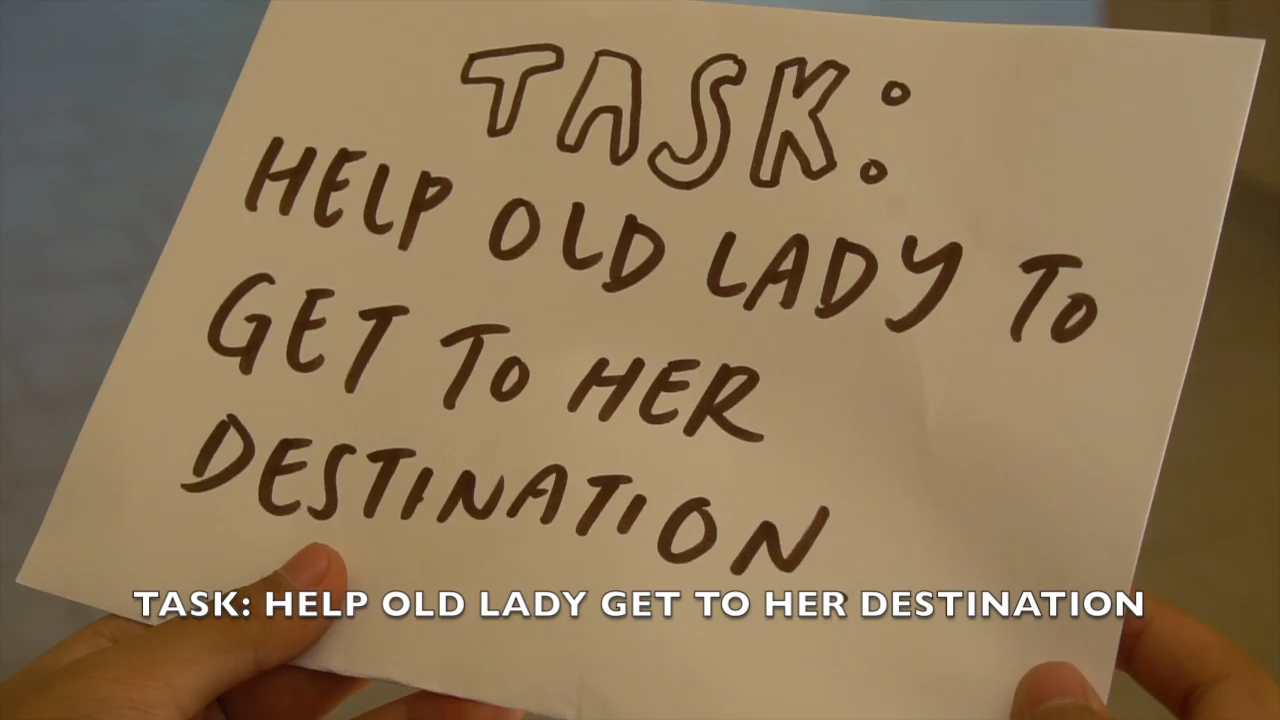 TASK:
HELP OLD LADY TO
GET TO HER
DESTINATION
TASK: HELP OLD LADY GET TO HER DESTINATION